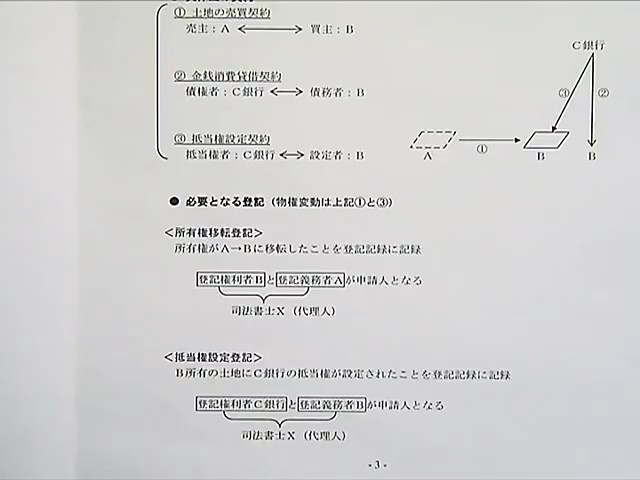 ① 土地の売買契約
売主：A ⟷ 買主：B
② 金銭消費貸借契約
債権者：C銀行 ⟷ 債務者：B
③ 抵当権設定契約
抵当権者：C銀行 ⟷ 設定者：B
C銀行
③ ②
①
A B B
● 必要となる登記（物権変動は上記①と③）
＜所有権移転登記＞
所有権がA→Bに移転したことを登記記録に記録
登記権利者Bと登記義務者Aが申請人となる
司法書士X（代理人）
＜抵当権設定登記＞
B所有の土地にC銀行の抵当権が設定されたことを登記記録に記録
登記権利者C銀行と登記義務者Bが申請人となる
司法書士X（代理人）
- 3 -